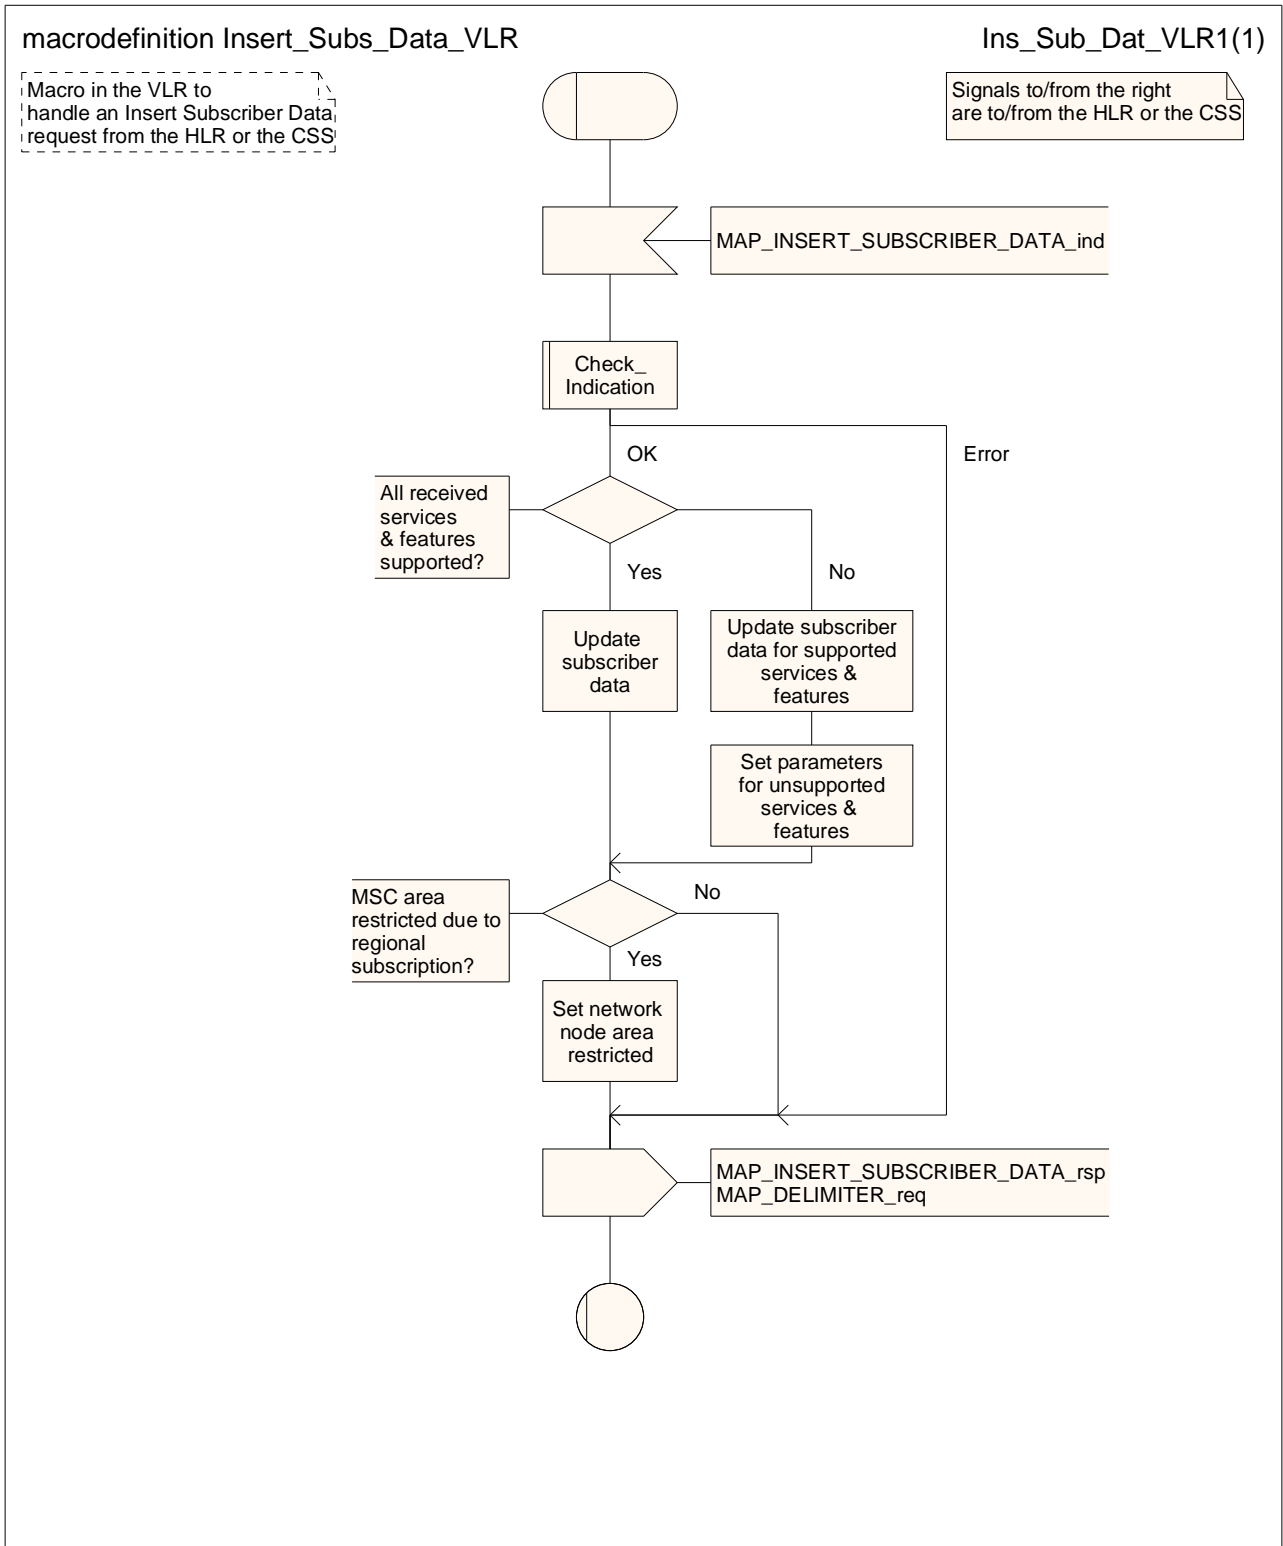 macrodefinition Insert_Subs_Data_VLR
Ins_Sub_Dat_VLR1(1)
Macro in the VLR to
handle an Insert Subscriber Data
request from the HLR or the CSS
Signals to/from the right
are to/from the HLR or the CSS
MAP_INSERT_SUBSCRIBER_DATA_ind
Check_
Indication
OK
Error
All received
services
& features
supported?
Yes
No
Update
subscriber
data
Update subscriber
data for supported
services &
features
Set parameters
for unsupported
services &
features
MSC area
restricted due to
regional
subscription?
No
Yes
Set network
node area
restricted
MAP_INSERT_SUBSCRIBER_DATA_rsp
MAP_DELIMITER_req